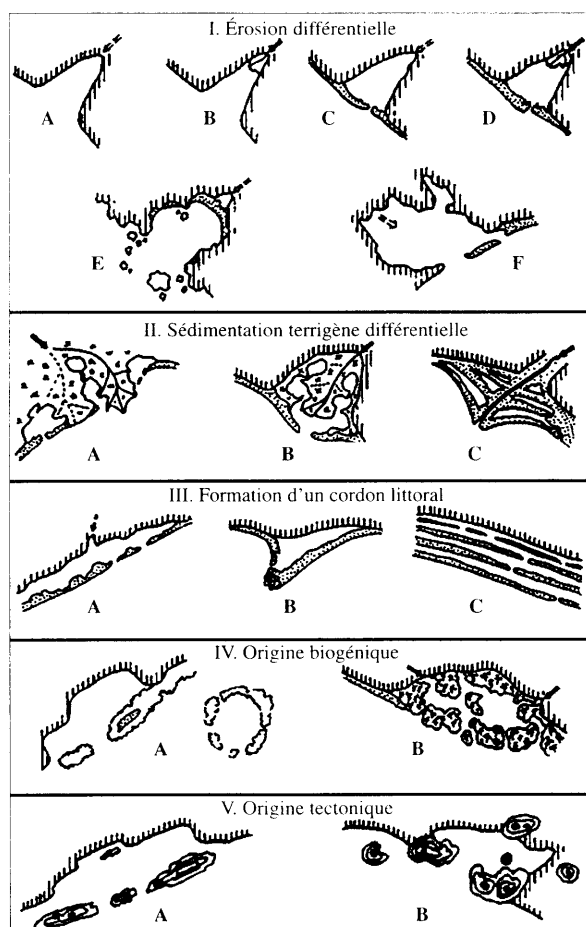 I. Érosion différentielle
A B C D
E F
II. Sédimentation terrigène différentielle
A B C
III. Formation d'un cordon littoral
A B C
IV. Origine biogénique
A B
V. Origine tectonique
A B